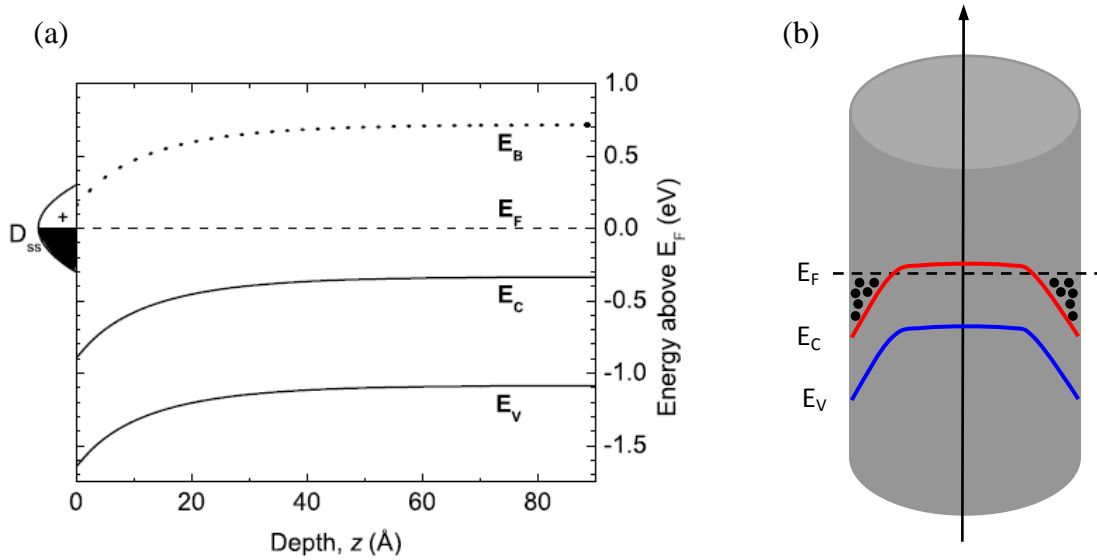 (a)
1.0
0.5
0.0
-0.5
-1.0
-1.5
Energy above E_F (eV)
E_B
E_F
E_C
E_V
+
D_ss
0 20 40 60 80
Depth, z (Å)
(b)
E_F
E_C
E_V